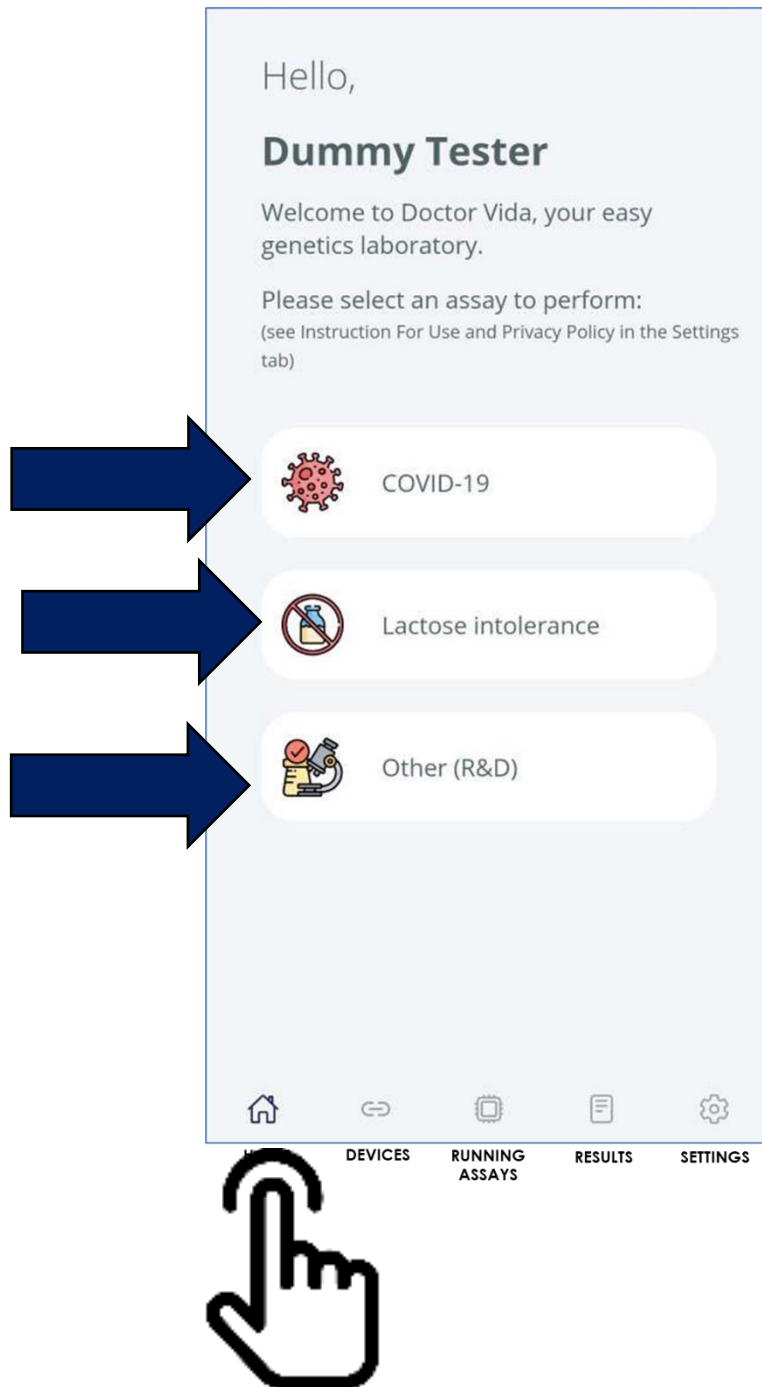 Hello,
Dummy Tester
Welcome to Doctor Vida, your easy
genetics laboratory.
Please select an assay to perform:
(see Instruction For Use and Privacy Policy in the Settings
tab)
COVID-19
Lactose intolerance
Other (R&D)
DEVICES
RUNNING
ASSAYS
RESULTS
SETTINGS